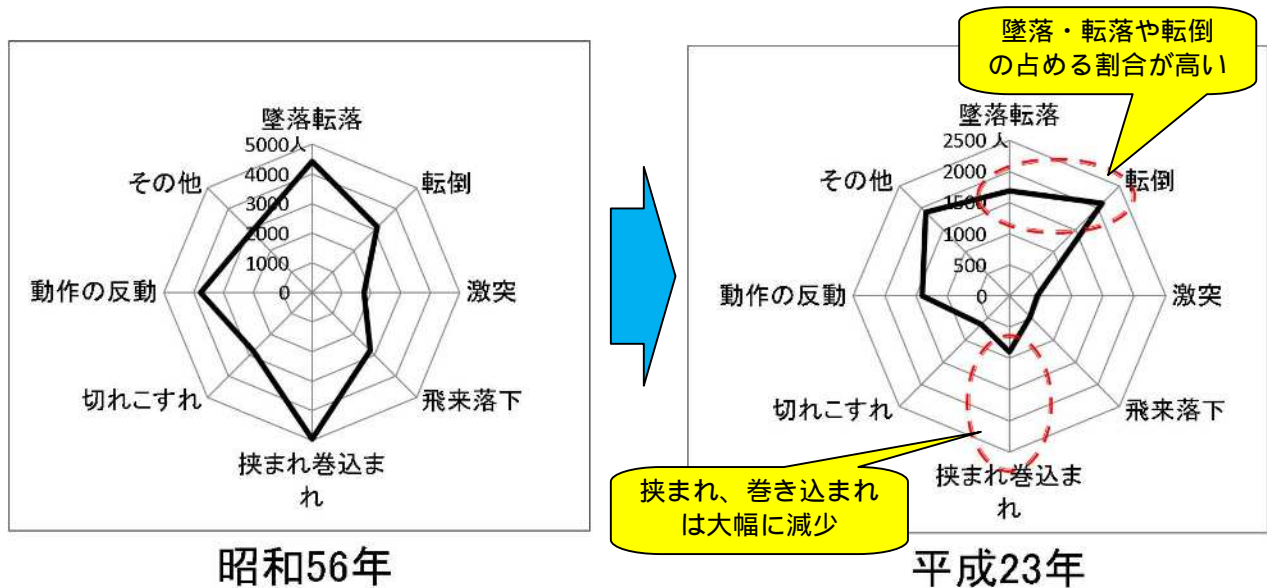 墜落転落
5000人
4000
3000
2000
1000
0
転倒
激突
飛来落下
挟まれ巻込ま
れ
切れこすれ
動作の反動
その他
昭和56年
墜落・転落や転倒
の占める割合が高い
墜落転落
2500人
2000
1500
1000
500
0
転倒
激突
飛来落下
挟まれ巻込ま
れ
切れこすれ
動作の反動
その他
挟まれ、巻き込まれ
は大幅に減少
平成23年